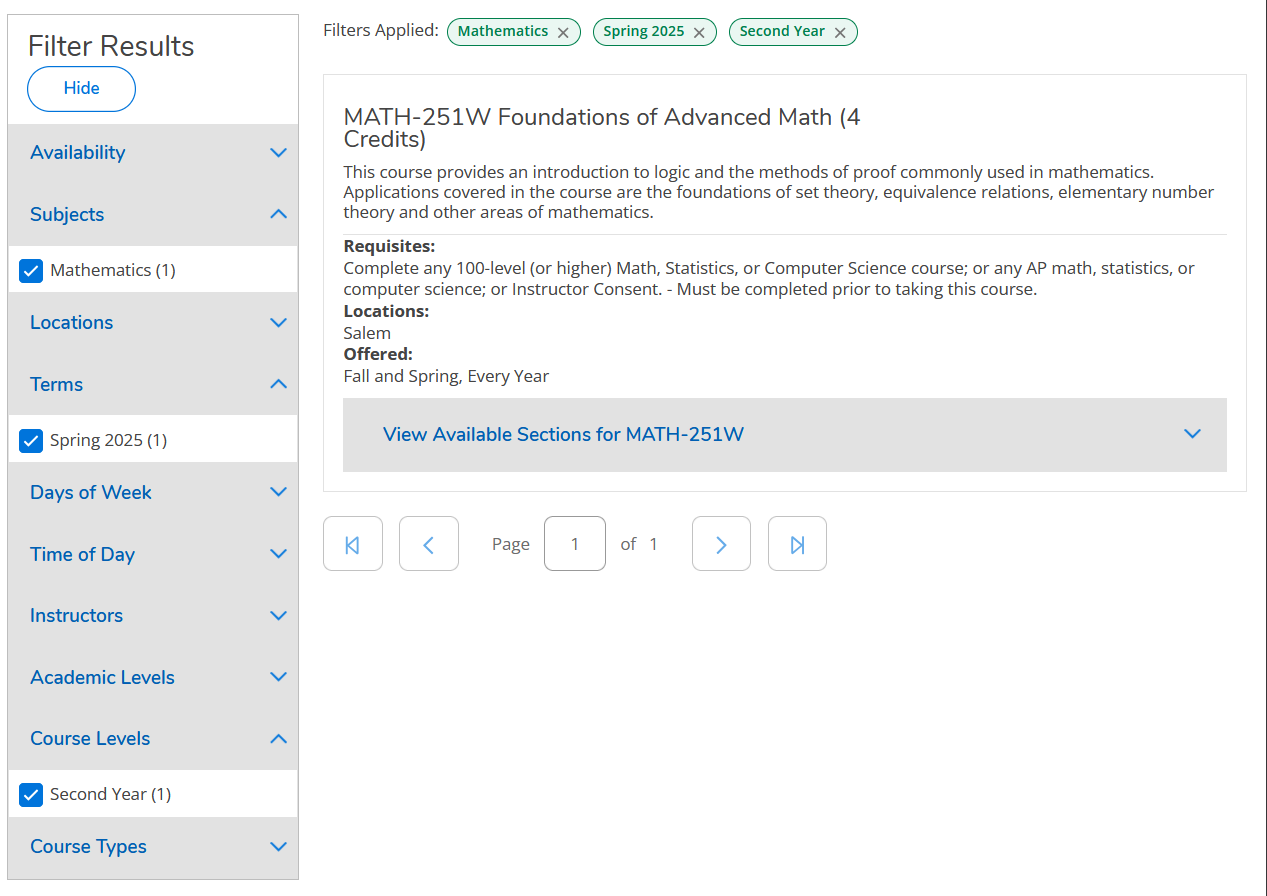 Filter Results
Hide
Availability
Subjects
Mathematics (1)
Locations
Terms
Spring 2025 (1)
Days of Week
Time of Day
Instructors
Academic Levels
Course Levels
Second Year (1)
Course Types
Filters Applied: Mathematics Spring 2025 Second Year
MATH-251W Foundations of Advanced Math (4
Credits)
This course provides an introduction to logic and the methods of proof commonly used in mathematics.
Applications covered in the course are the foundations of set theory, equivalence relations, elementary number
theory and other areas of mathematics.
Requisites:
Complete any 100-level (or higher) Math, Statistics, or Computer Science course; or any AP math, statistics, or
computer science; or Instructor Consent. - Must be completed prior to taking this course.
Locations:
Salem
Offered:
Fall and Spring, Every Year
View Available Sections for MATH-251W
Page 1 of 1